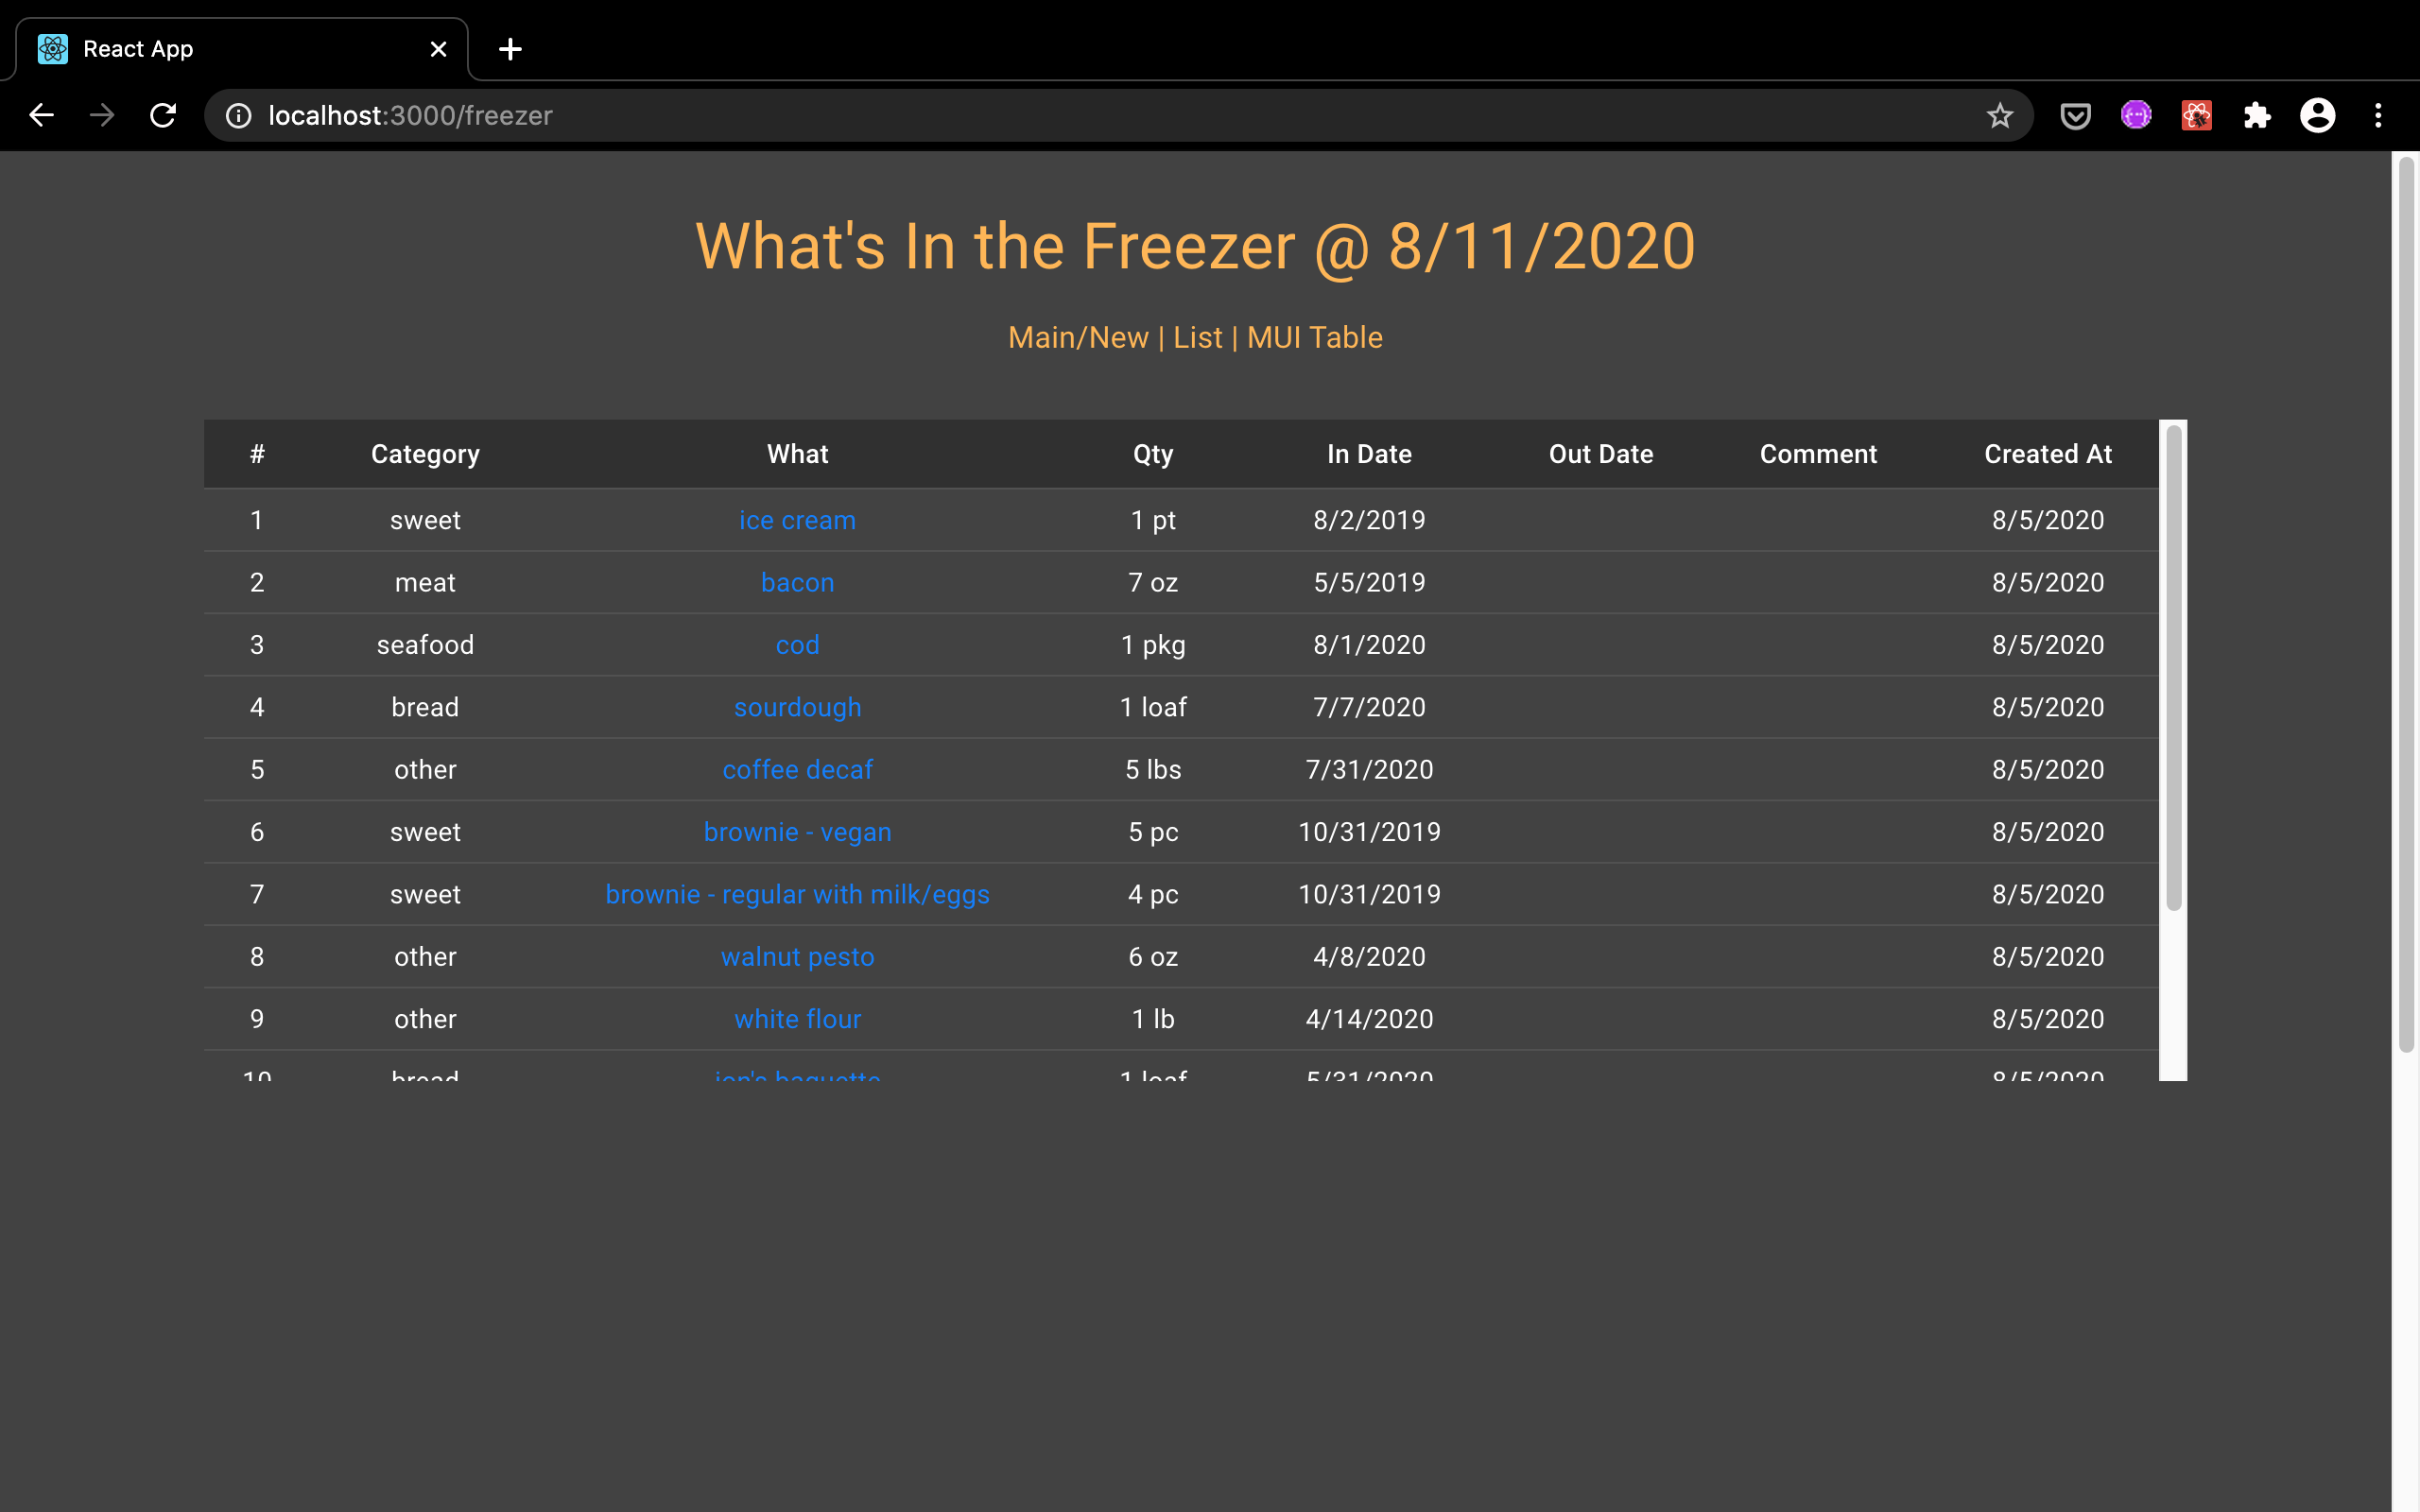 React App
localhost:3000/freezer
What's In the Freezer @ 8/11/2020
Main/New | List | MUI Table
# Category What Qty In Date Out Date Comment Created At
1 sweet ice cream 1 pt 8/2/2019 8/5/2020
2 meat bacon 7 oz 5/5/2019 8/5/2020
3 seafood cod 1 pkg 8/1/2020 8/5/2020
4 bread sourdough 1 loaf 7/7/2020 8/5/2020
5 other coffee decaf 5 lbs 7/31/2020 8/5/2020
6 sweet brownie - vegan 5 pc 10/31/2019 8/5/2020
7 sweet brownie - regular with milk/eggs 4 pc 10/31/2019 8/5/2020
8 other walnut pesto 6 oz 4/8/2020 8/5/2020
9 other white flour 1 lb 4/14/2020 8/5/2020
10 bread baguette 1 loaf 5/31/2020 8/5/2020